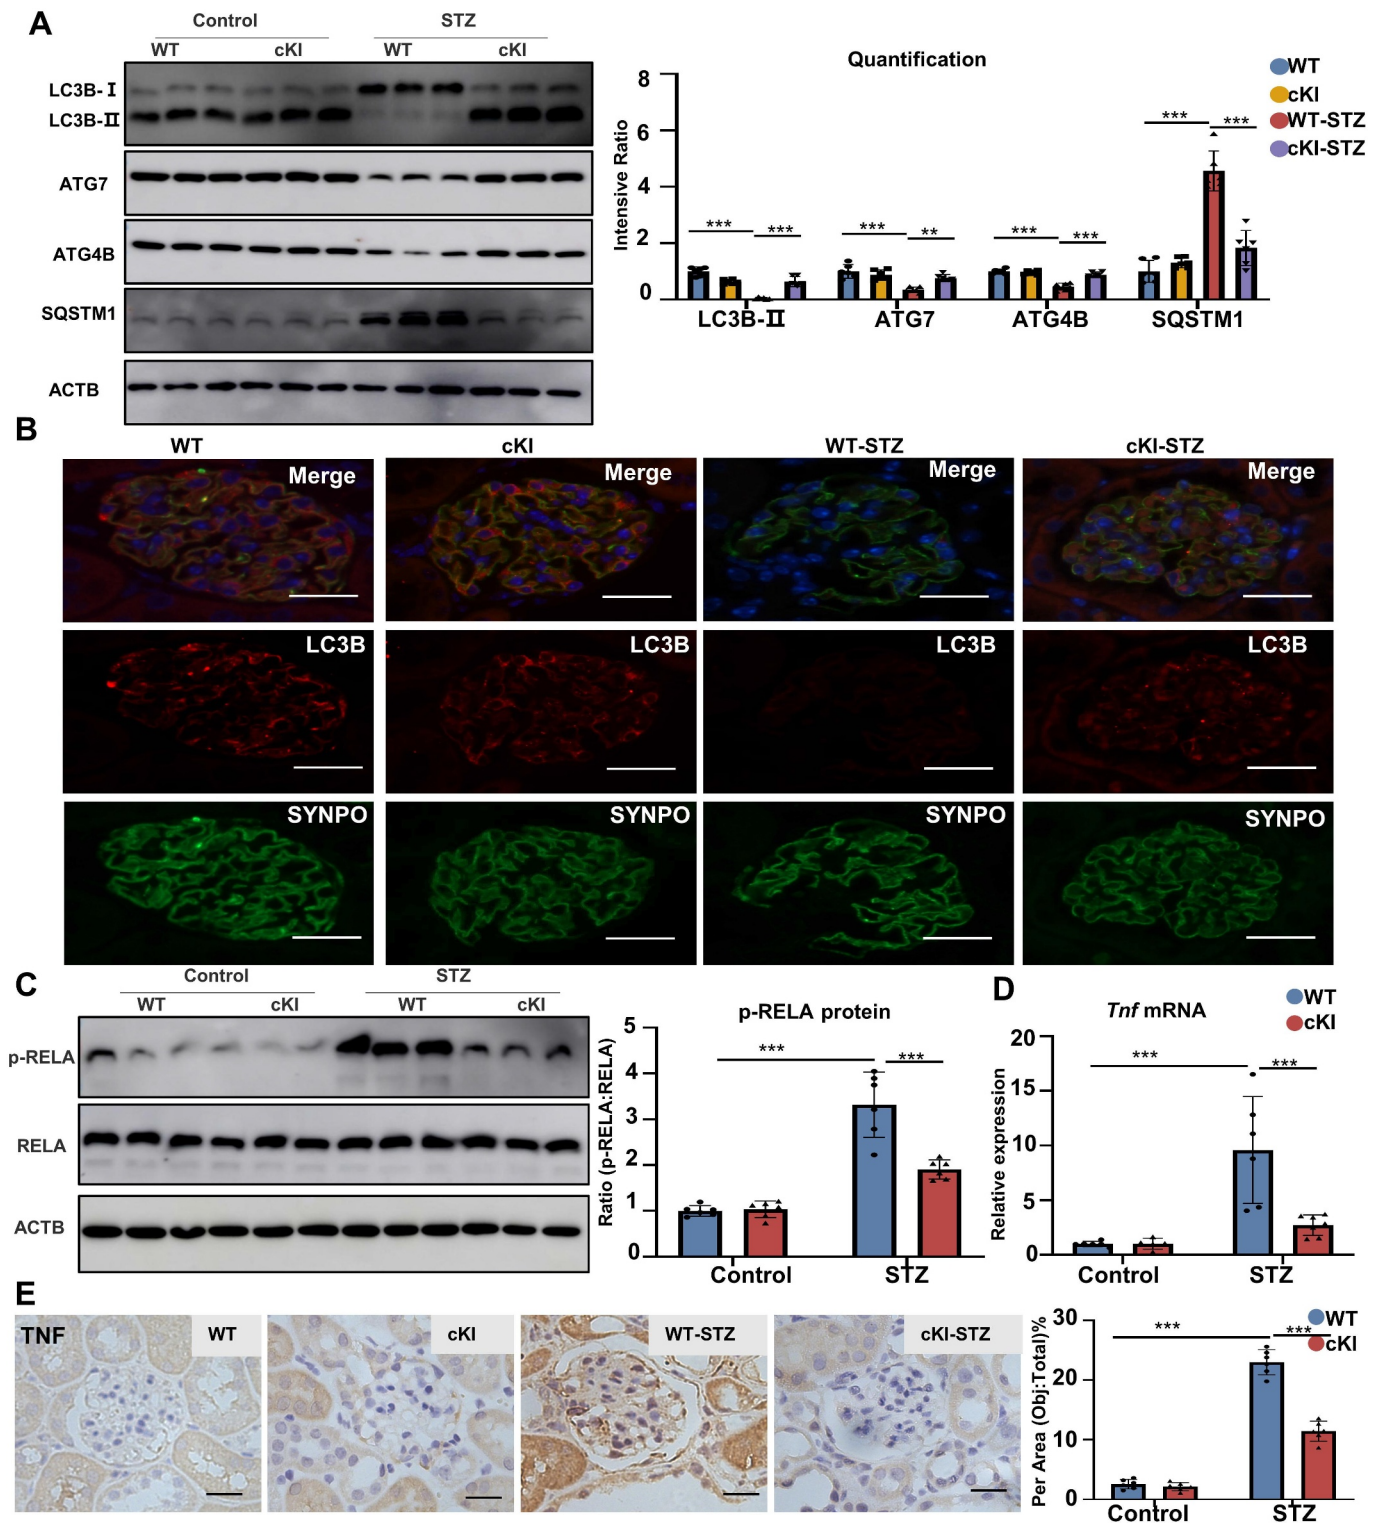 A
Control
STZ
WT
cKI
WT
cKI
LC3B-Ⅰ
LC3B-Ⅱ
ATG7
ATG4B
SQSTM1
ACTB
Quantification
Intensive Ratio
8
6
4
2
0
***
***
***
**
***
***
***
***
LC3B-Ⅱ
ATG7
ATG4B
SQSTM1
WT
cKI
WT-STZ
cKI-STZ
B
WT
cKI
WT-STZ
cKI-STZ
Merge
Merge
Merge
Merge
LC3B
LC3B
LC3B
LC3B
SYNPO
SYNPO
SYNPO
SYNPO
C
Control
STZ
WT
cKI
WT
cKI
p-RELA
RELA
ACTB
p-RELA protein
Ratio (p-RELA:RELA)
5
4
3
2
1
0
***
***
Control
STZ
D
Tnf mRNA
WT
cKI
Relative expression
20
15
10
5
0
***
***
Control
STZ
E
TNF
WT
cKI
WT-STZ
cKI-STZ
Per Area (Obj:Total)%
30
20
10
0
***
***
WT
cKI
Control
STZ